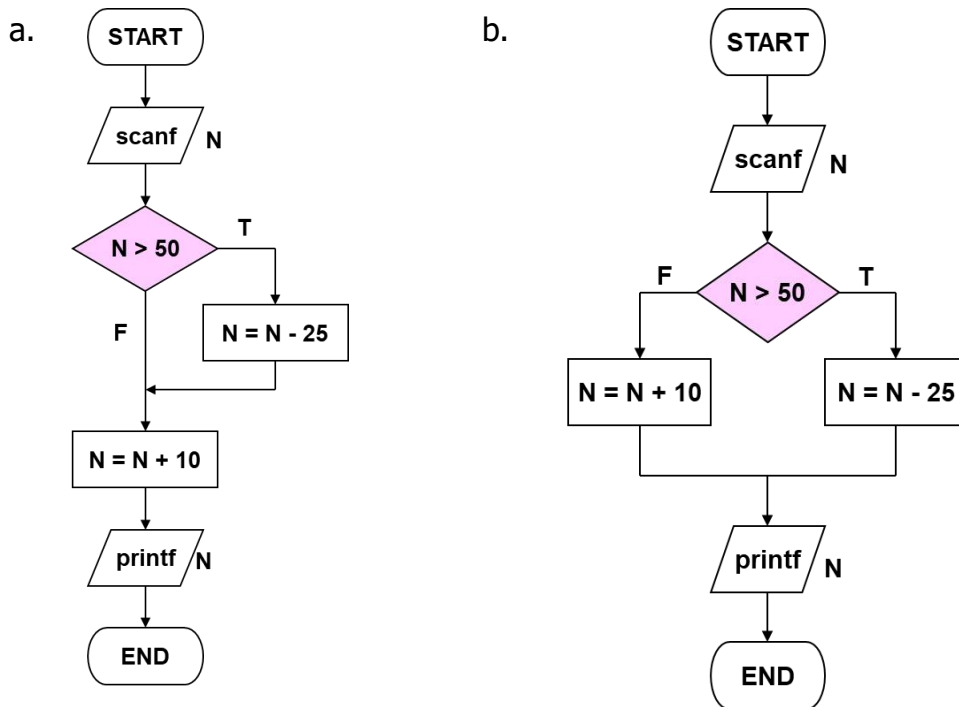 a.
START
scanf
N
N > 50
T
F
N = N - 25
N = N + 10
printf
N
END
b.
START
scanf
N
N > 50
F
T
N = N + 10
N = N - 25
printf
N
END